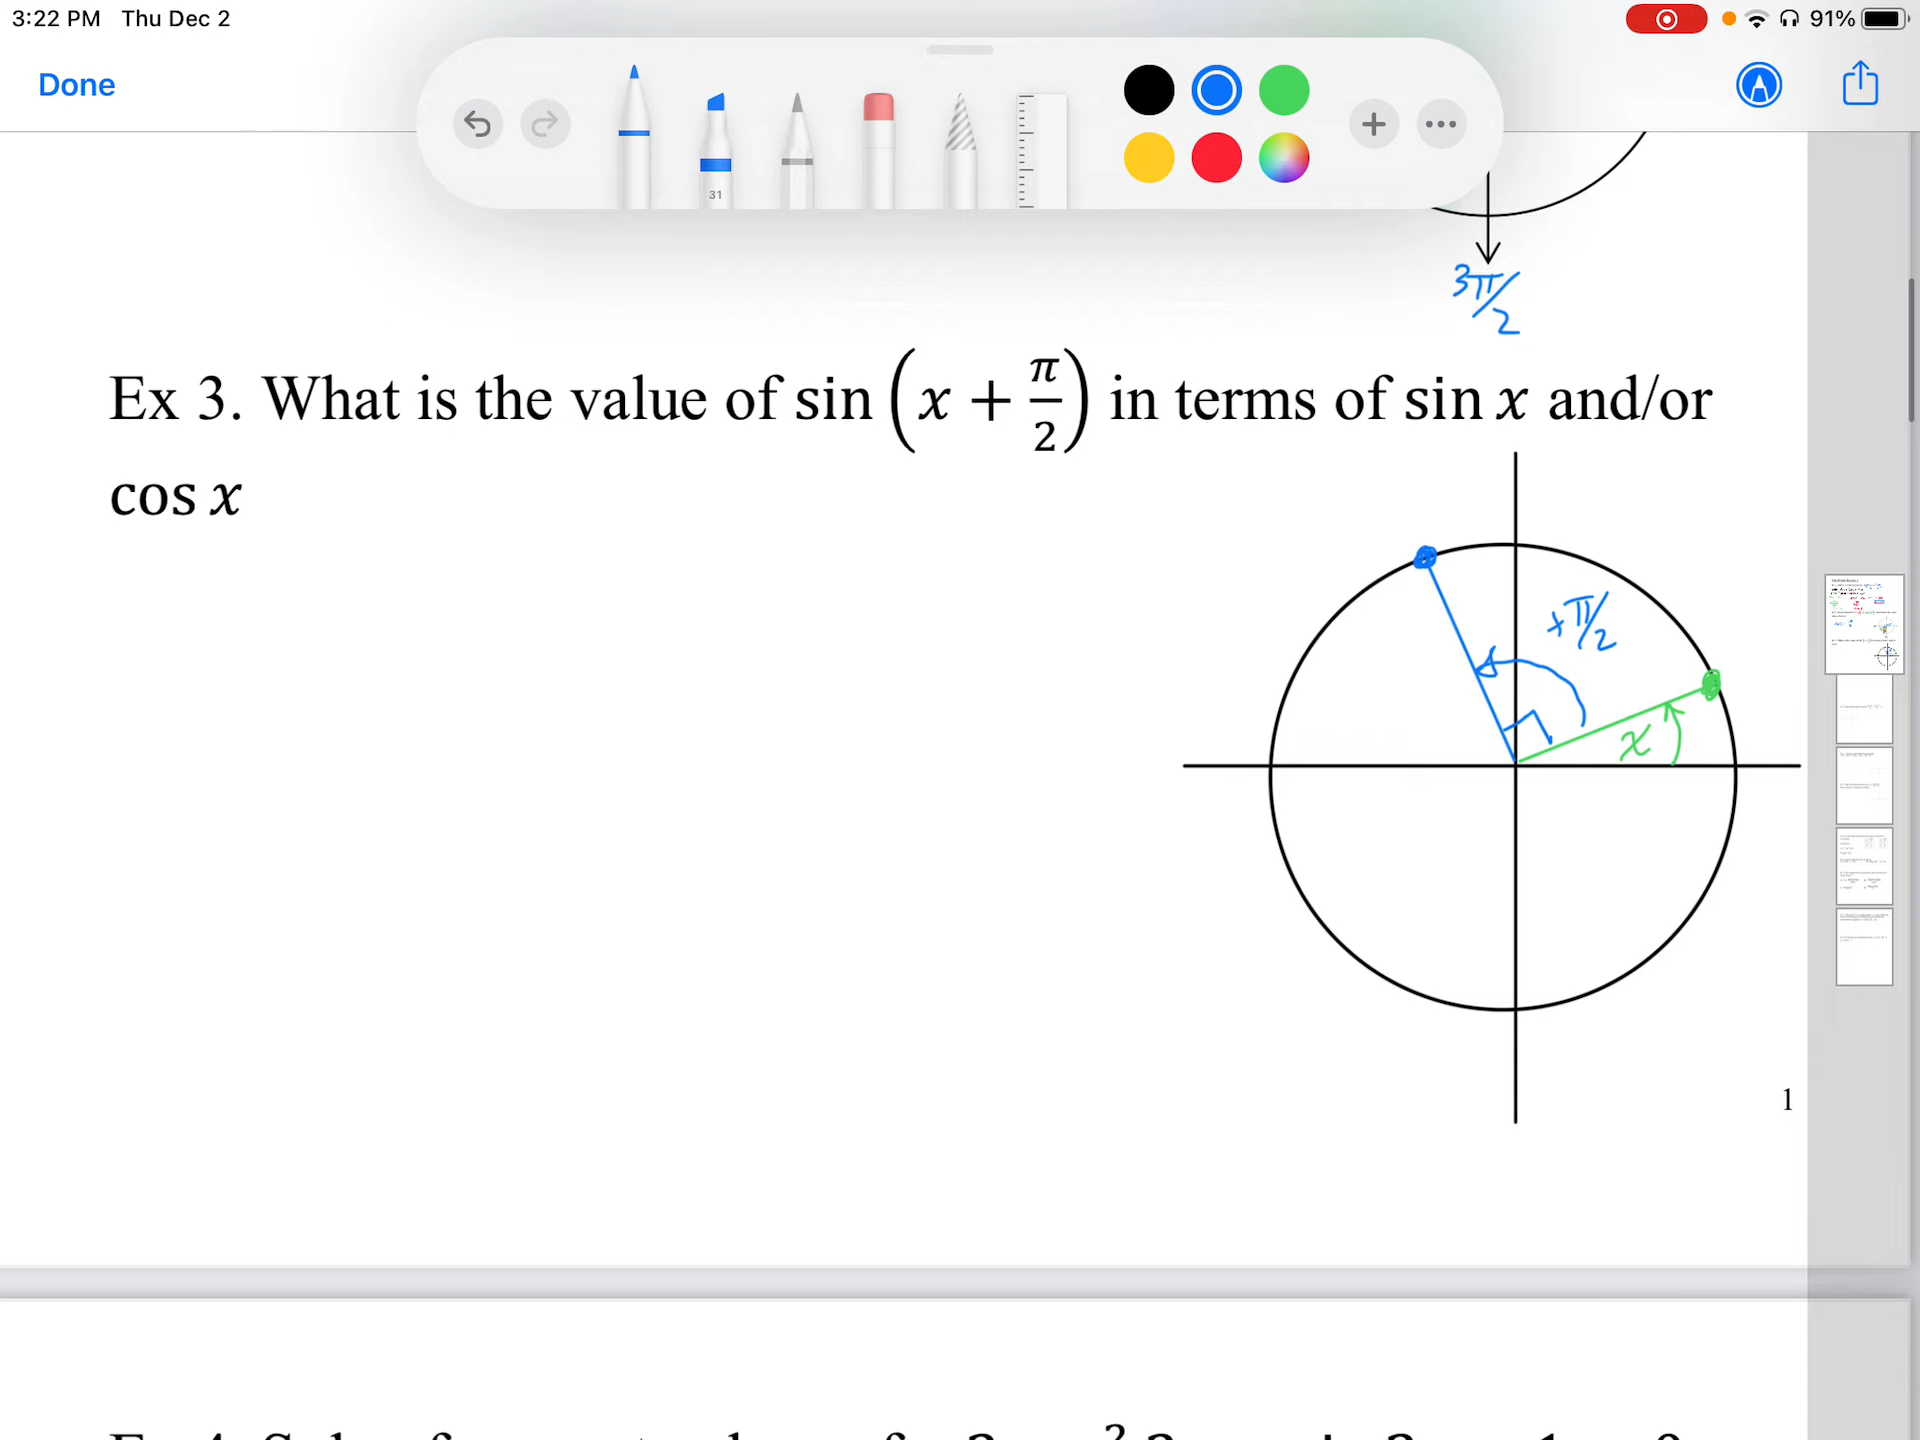 3:22 PM Thu Dec 2
91%
Done
31
3π/2
Ex 3. What is the value of sin (x + π/2) in terms of sin x and/or
cos x
+π/2
x
1